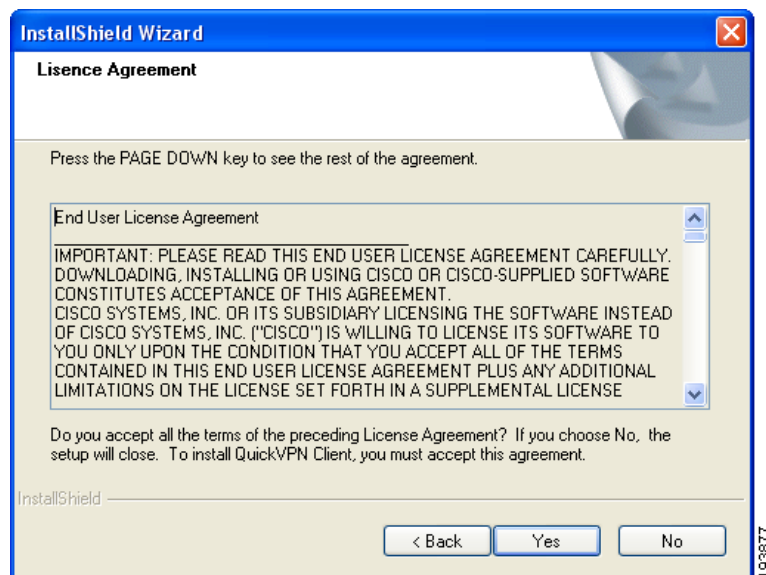 InstallShield Wizard
Lisence Agreement
Press the PAGE DOWN key to see the rest of the agreement.
End User License Agreement
IMPORTANT: PLEASE READ THIS END USER LICENSE AGREEMENT CAREFULLY.
DOWNLOADING, INSTALLING OR USING CISCO OR CISCO-SUPPLIED SOFTWARE
CONSTITUTES ACCEPTANCE OF THIS AGREEMENT.
CISCO SYSTEMS, INC. OR ITS SUBSIDIARY LICENSING THE SOFTWARE INSTEAD
OF CISCO SYSTEMS, INC. ("CISCO") IS WILLING TO LICENSE ITS SOFTWARE TO
YOU ONLY UPON THE CONDITION THAT YOU ACCEPT ALL OF THE TERMS
CONTAINED IN THIS END USER LICENSE AGREEMENT PLUS ANY ADDITIONAL
LIMITATIONS ON THE LICENSE SET FORTH IN A SUPPLEMENTAL LICENSE
Do you accept all the terms of the preceding License Agreement? If you choose No, the
setup will close. To install QuickVPN Client, you must accept this agreement.
InstallShield
< Back Yes No
193877